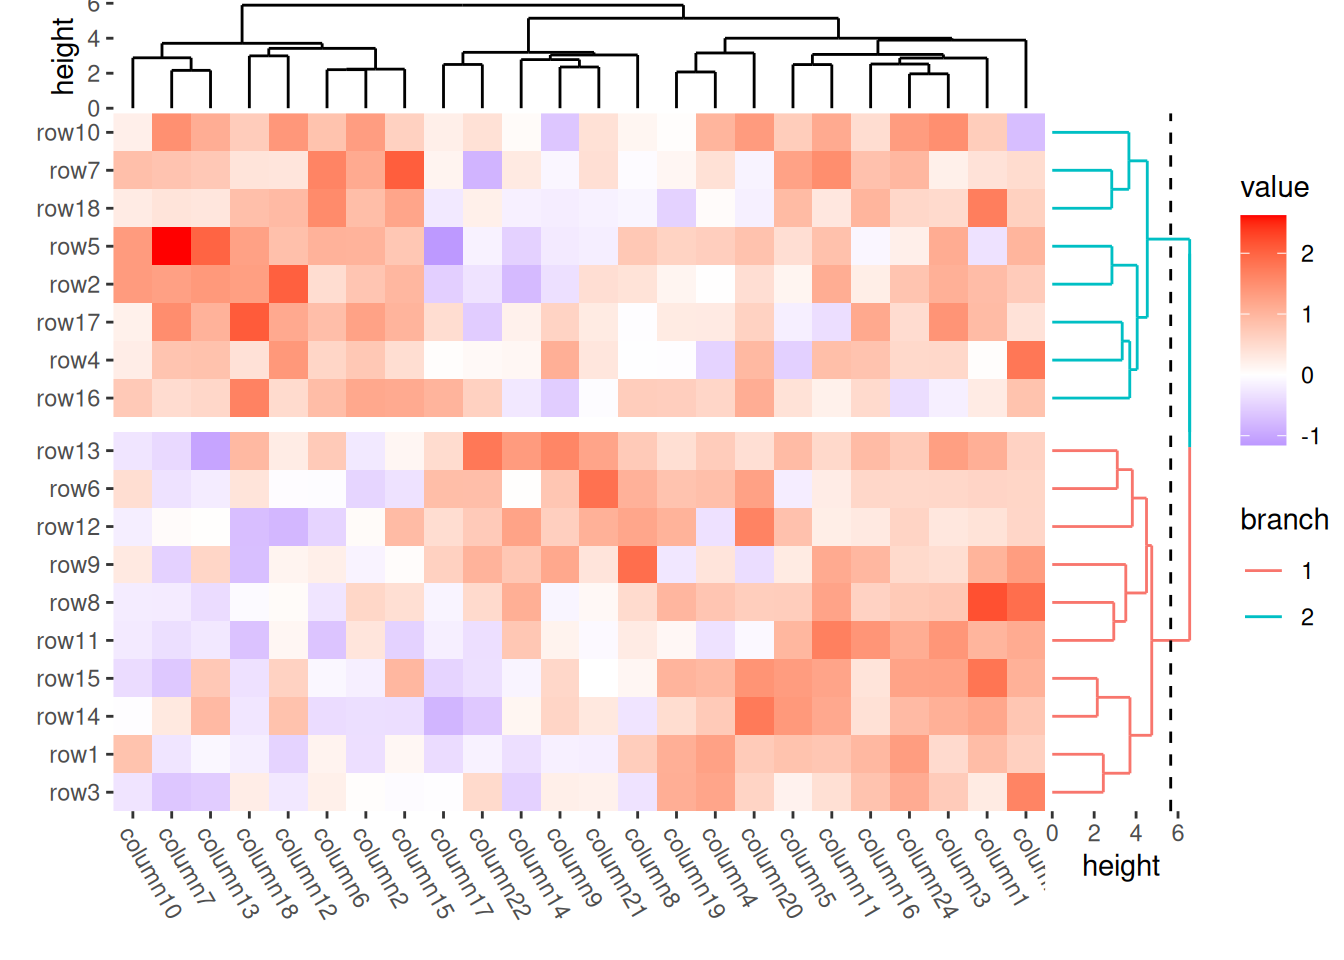 height
6
4
2
0
row10
row7
row18
row5
row2
row17
row4
row16
row13
row6
row12
row9
row8
row11
row15
row14
row1
row3
column10
column7
column13
column18
column12
column6
column2
column15
column17
column22
column14
column9
column21
column8
column19
column4
column20
column5
column11
column16
column24
column3
column1
0 2 4 6
height
value
2
1
0
-1
branch
1
2